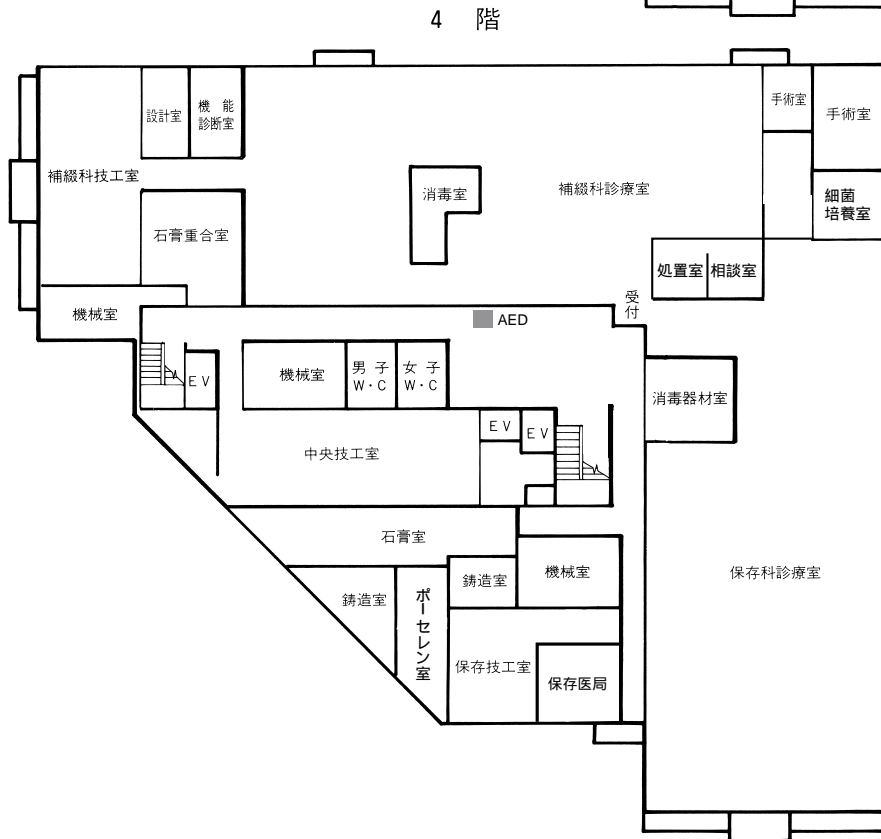 4 階
設計室
機 能
診断室
手術室
手術室
補綴科技工室
消毒室
補綴科診療室
細菌
培養室
石膏重合室
処置室
相談室
機械室
受付
AED
EV
機械室
男 子
W・C
女 子
W・C
消毒器材室
EV
EV
中央技工室
石膏室
鋳造室
機械室
保存科診療室
鋳造室
ポーセレン室
保存技工室
保存医局